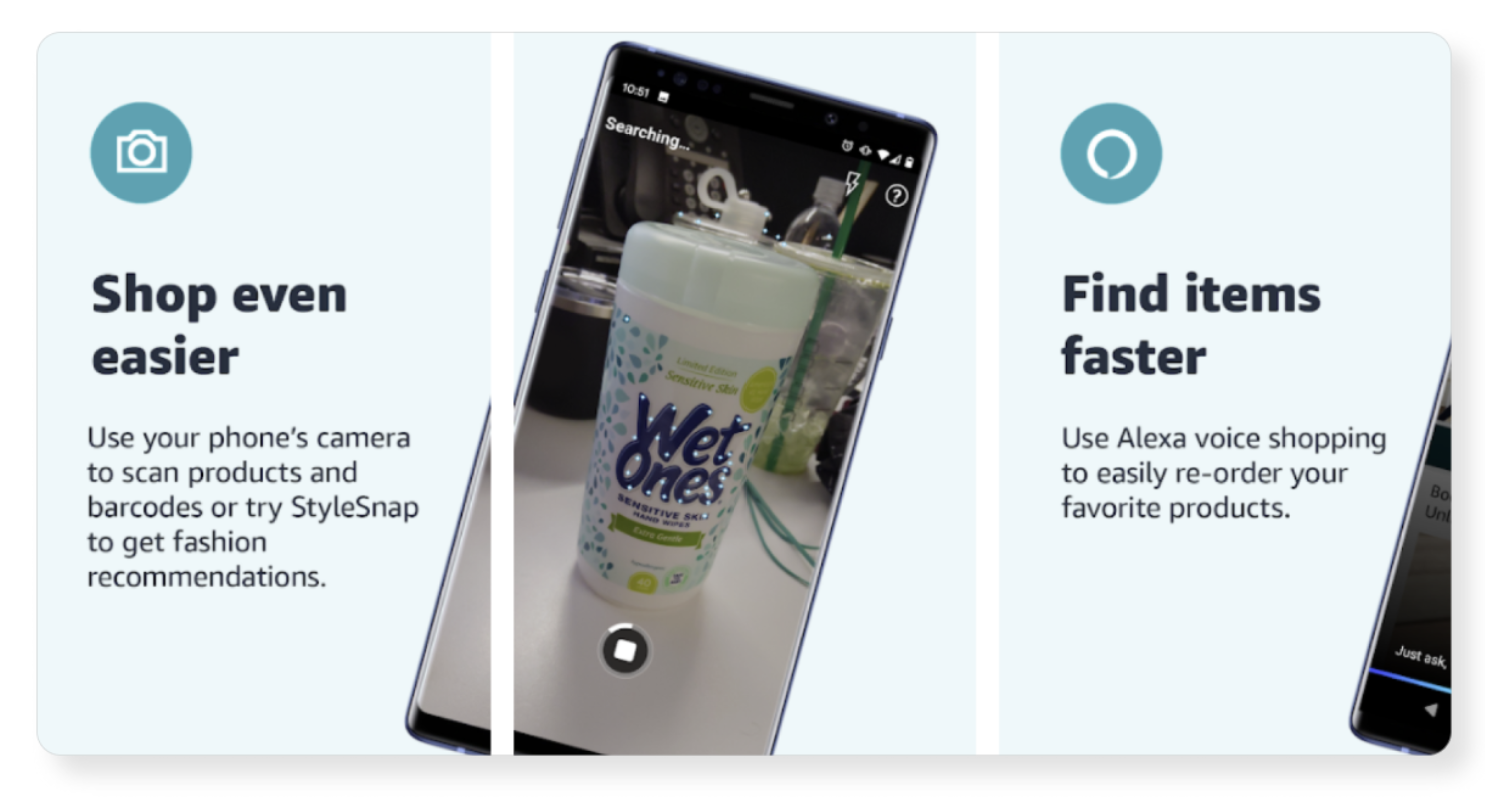 Shop even
easier
Use your phone's camera
to scan products and
barcodes or try StyleSnap
to get fashion
recommendations.
10:51
Searching...
Limited Edition
Sensitive Skin
Wet
Ones
SENSITIVE SKIN
HAND WIPES
Extra Gentle
40
Find items
faster
Use Alexa voice shopping
to easily re-order your
favorite products.
Just ask,